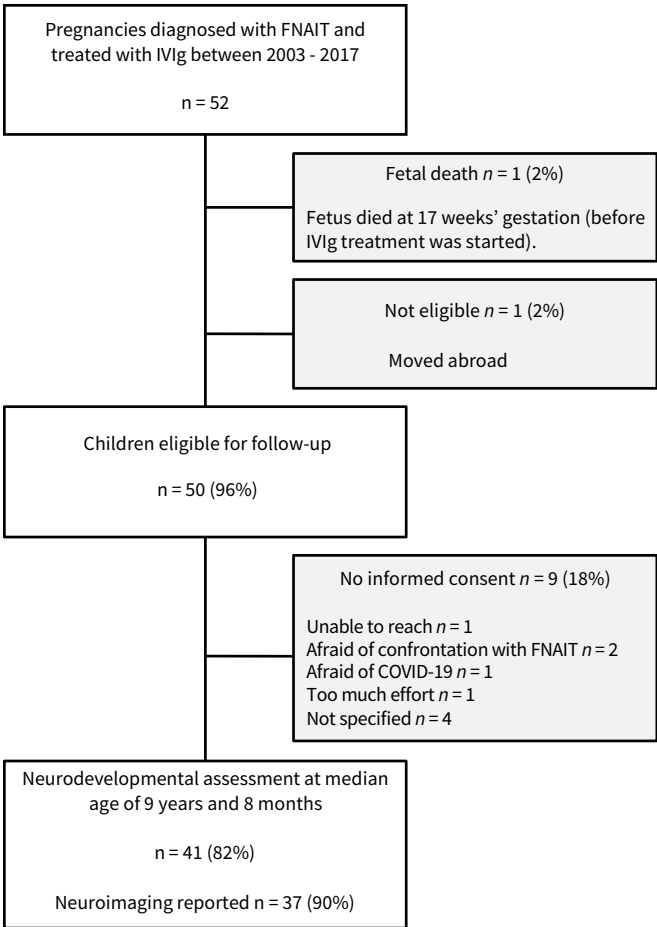 Pregnancies diagnosed with FNAIT and
treated with IVIg between 2003 - 2017
n = 52
Fetal death n = 1 (2%)
Fetus died at 17 weeks’ gestation (before
IVIg treatment was started).
Not eligible n = 1 (2%)
Moved abroad
Children eligible for follow-up
n = 50 (96%)
No informed consent n = 9 (18%)
Unable to reach n = 1
Afraid of confrontation with FNAIT n = 2
Afraid of COVID-19 n = 1
Too much effort n = 1
Not specified n = 4
Neurodevelopmental assessment at median
age of 9 years and 8 months
n = 41 (82%)
Neuroimaging reported n = 37 (90%)